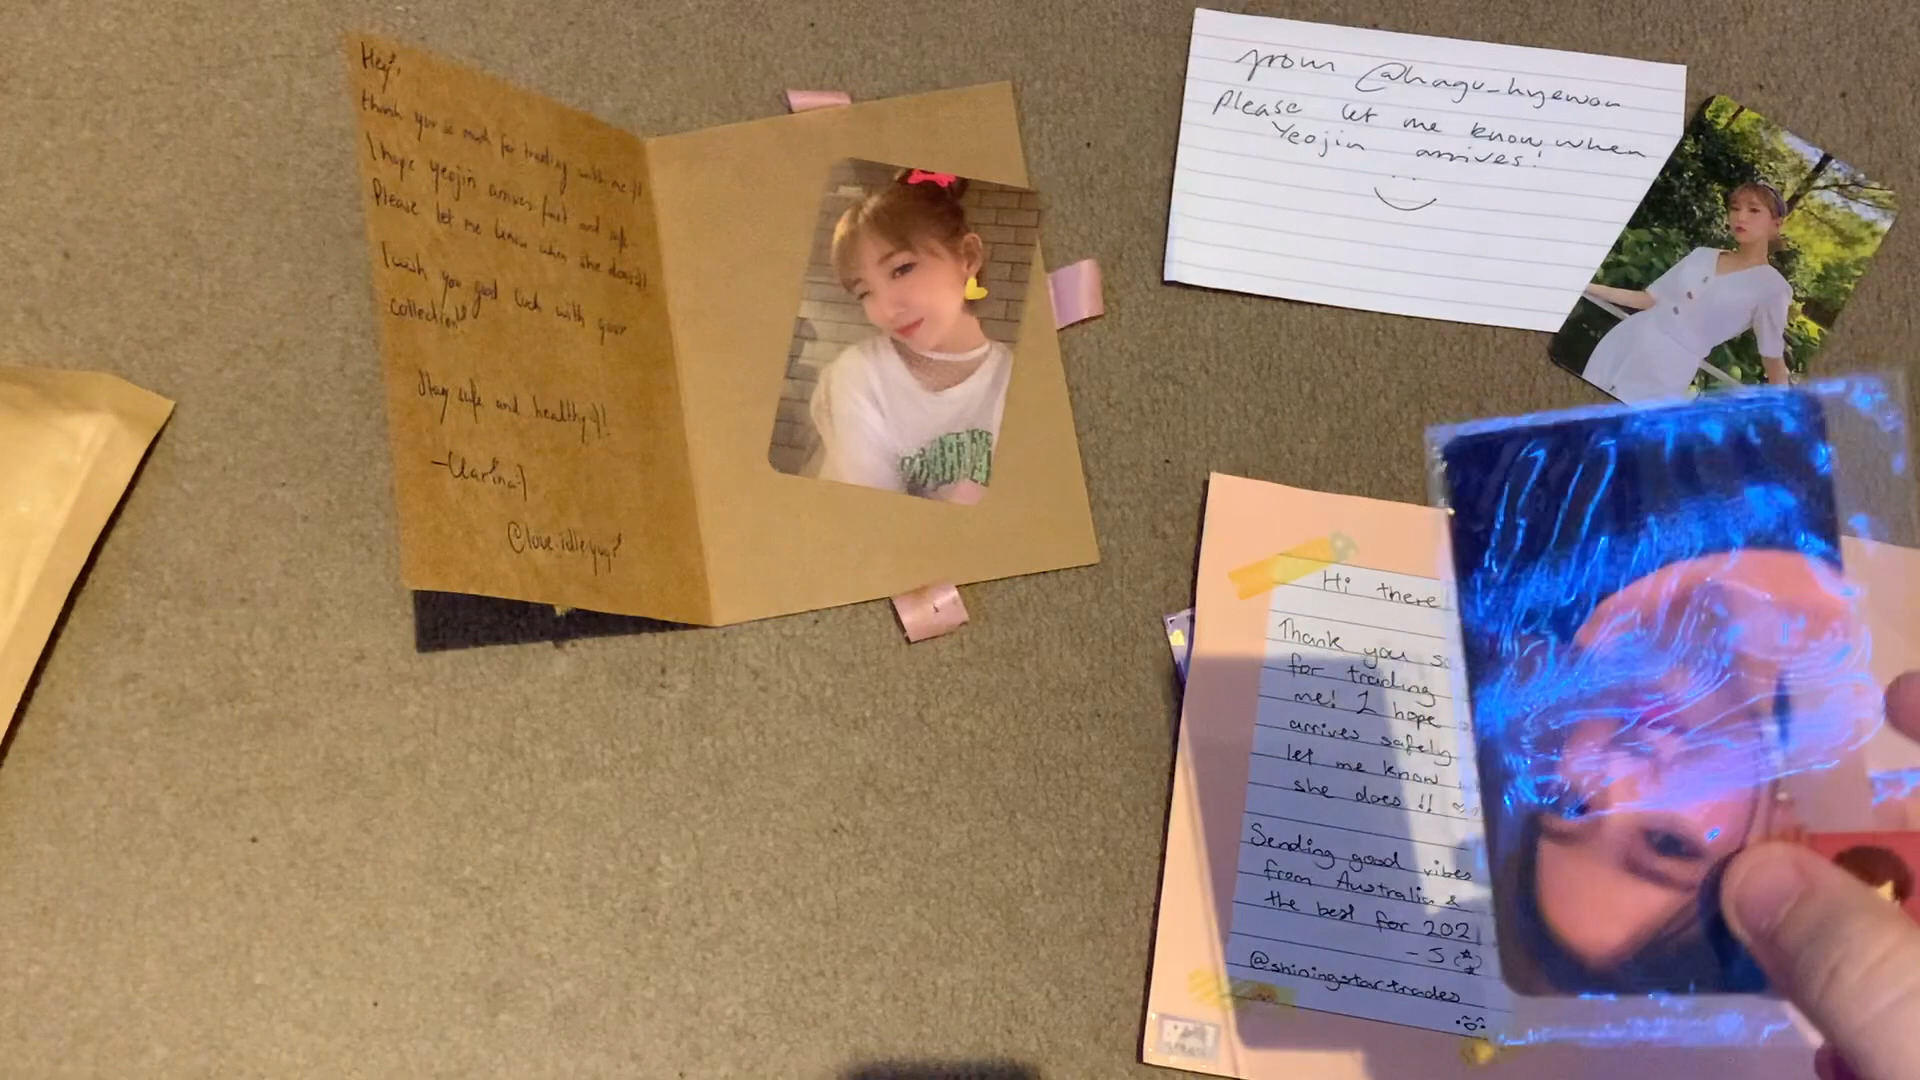 Hey!
thank you so much for trading with me!!
I hope yeojin arrives fast and safe.
Please let me know when she does!!
I wish you good luck with your
collection!!
Stay safe and healthy!!
@love.idleyuqi
from @hagu_hyewon
Please let me know when
Yeojin arrives!
Hi there
Thank you so
for trading
me! I hope
arrives safely
let me know
she does !!
Sending good vibes
from Australia &
the best for 2021
- S
@shiningstartrades